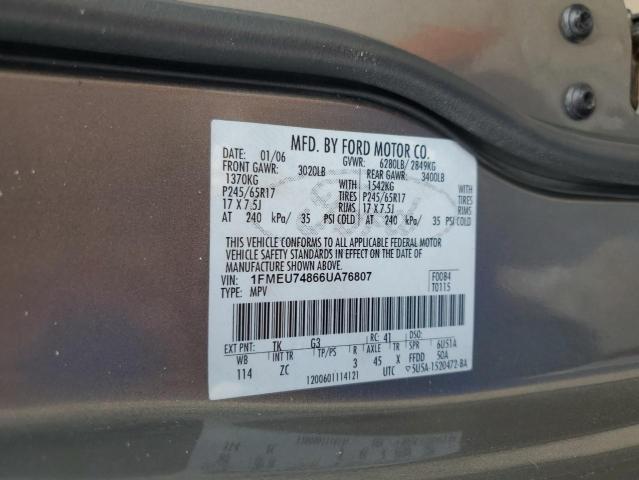 MFD. BY FORD MOTOR CO.
DATE: 01/06 GVWR: 6280LB/ 2849KG
FRONT GAWR: 3020LB REAR GAWR: 3400LB
1370KG WITH 1542KG WITH
P245/65R17 TIRES P245/65R17 TIRES
17 X 7.5J RIMS 17 X 7.5J RIMS
AT 240 kPa/ 35 PSI COLD AT 240 kPa/ 35 PSI COLD
THIS VEHICLE CONFORMS TO ALL APPLICABLE FEDERAL MOTOR
VEHICLE SAFETY STANDARDS IN EFFECT ON THE DATE OF
MANUFACTURE SHOWN ABOVE.
VIN: 1FMEU74866UA76807 F0084
TYPE: MPV T0115
EXT PNT: TK G3 RC: 41 DSO:
WB INT TR TP/PS R AXLE TR SPR 6US1A
114 ZC 3 45 X FFDD 50A
1200601114121 UTC 5USA-1520472-BA